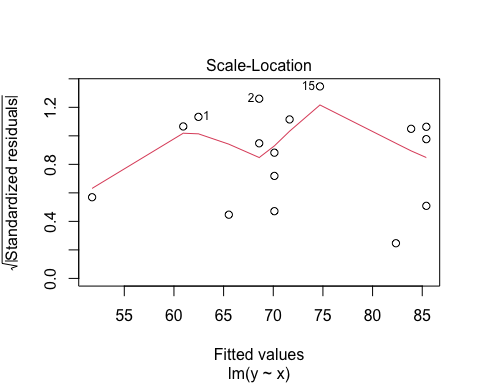 Scale-Location
√|Standardized residuals|
0.0 0.4 0.8 1.2
1
2
15
55 60 65 70 75 80 85
Fitted values
lm(y ~ x)